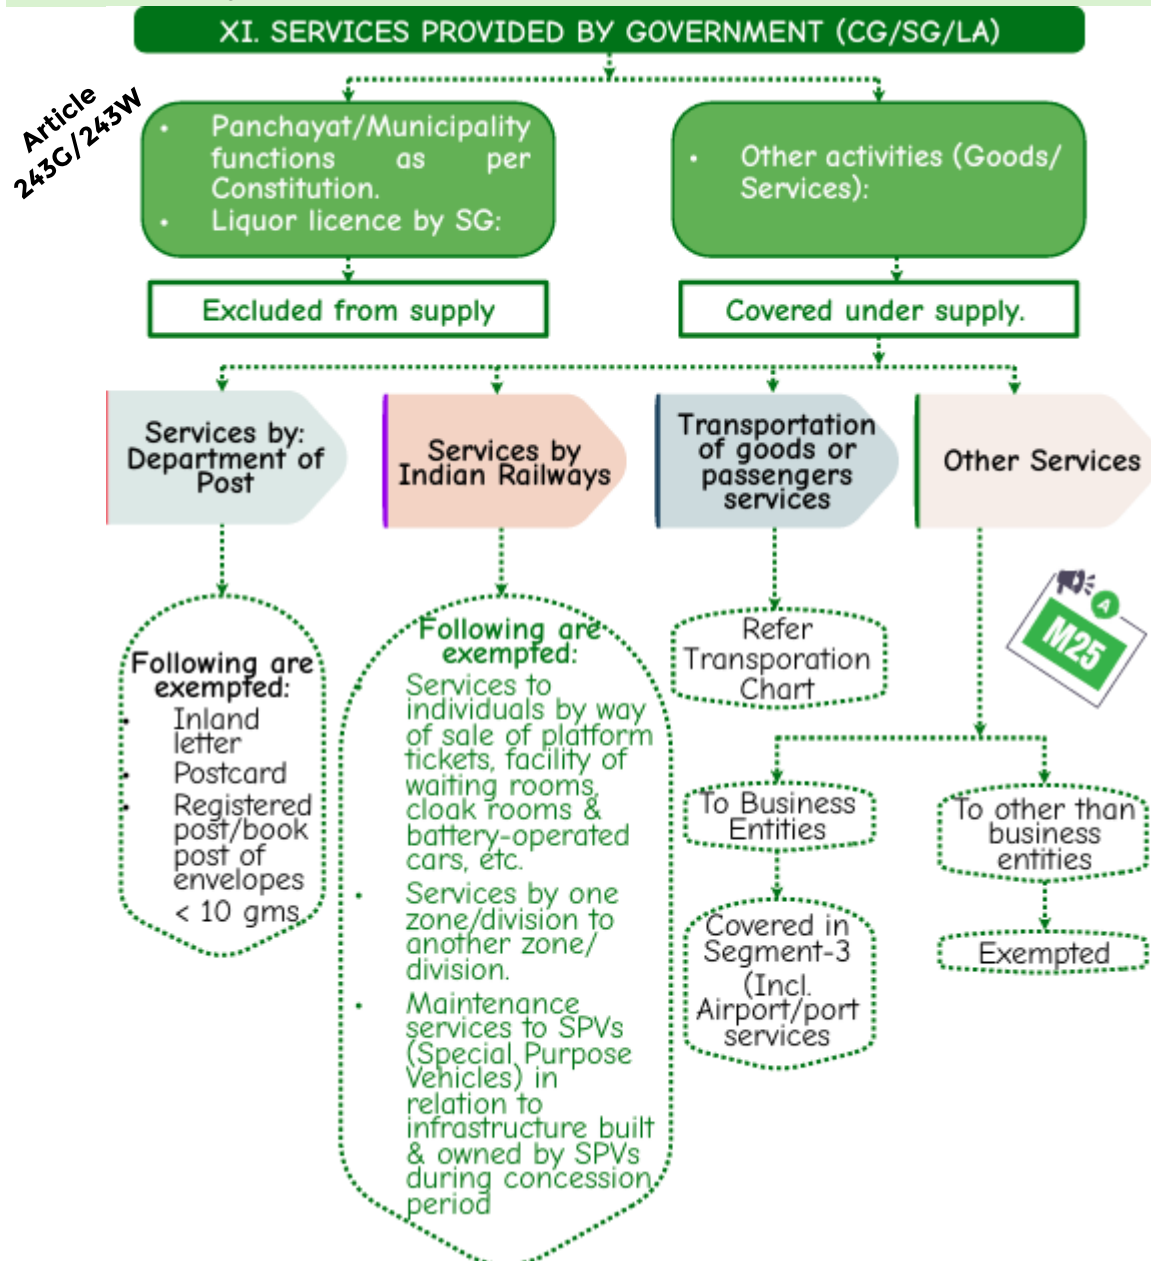 XI. SERVICES PROVIDED BY GOVERNMENT (CG/SG/LA)
Article
243G/243W
• Panchayat/Municipality
functions as per
Constitution.
• Liquor licence by SG:
• Other activities (Goods/
Services):
Excluded from supply
Covered under supply.
Services by:
Department of
Post
Services by
Indian Railways
Transportation
of goods or
passengers
services
Other Services
Following are
exempted:
• Inland
letter
• Postcard
• Registered
post/book
post of
envelopes
< 10 gms.
Following are
exempted:
• Services to
individuals by way
of sale of platform
tickets, facility of
waiting rooms,
cloak rooms &
battery-operated
cars, etc.
• Services by one
zone/division to
another zone/
division.
• Maintenance
services to SPVs
(Special Purpose
Vehicles) in
relation to
infrastructure built
& owned by SPVs
during concession
period
Refer
Transporation
Chart
A
M25
To Business
Entities
To other than
business
entities
Covered in
Segment-3
(Incl.
Airport/port
services
Exempted